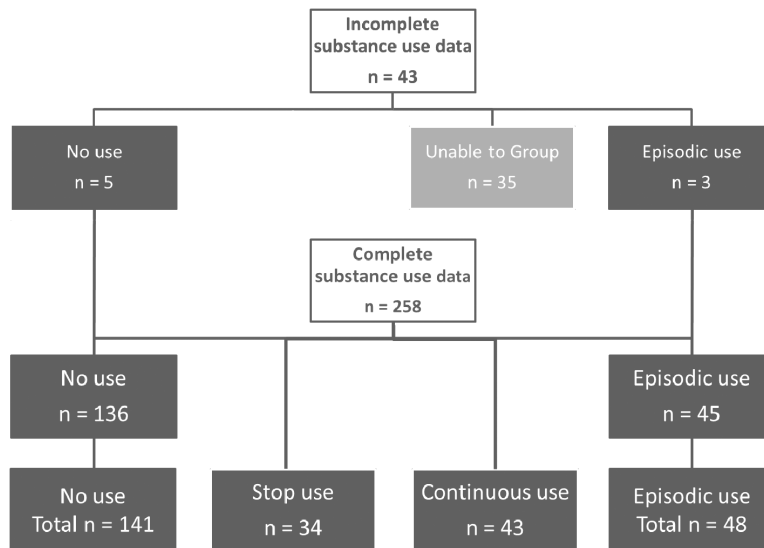 Incomplete
substance use data
n = 43
No use
n = 5
Unable to Group
n = 35
Episodic use
n = 3
Complete
substance use data
n = 258
No use
n = 136
Episodic use
n = 45
No use
Total n = 141
Stop use
n = 34
Continuous use
n = 43
Episodic use
Total n = 48